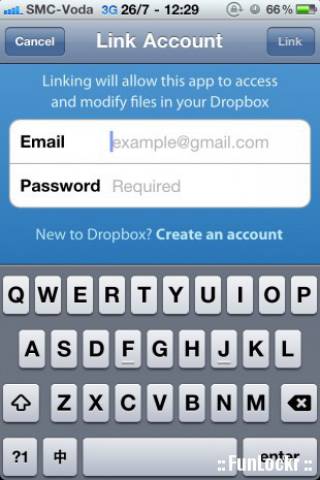 SMC-Voda 3G 26/7 - 12:29 66%
Cancel Link Account Link
Linking will allow this app to access
and modify files in your Dropbox
Email example@gmail.com
Password Required
New to Dropbox? Create an account
Q W E R T Y U I O P
A S D F G H J K L
Z X C V B N M
?1 中 enter
:: FunLockr ::